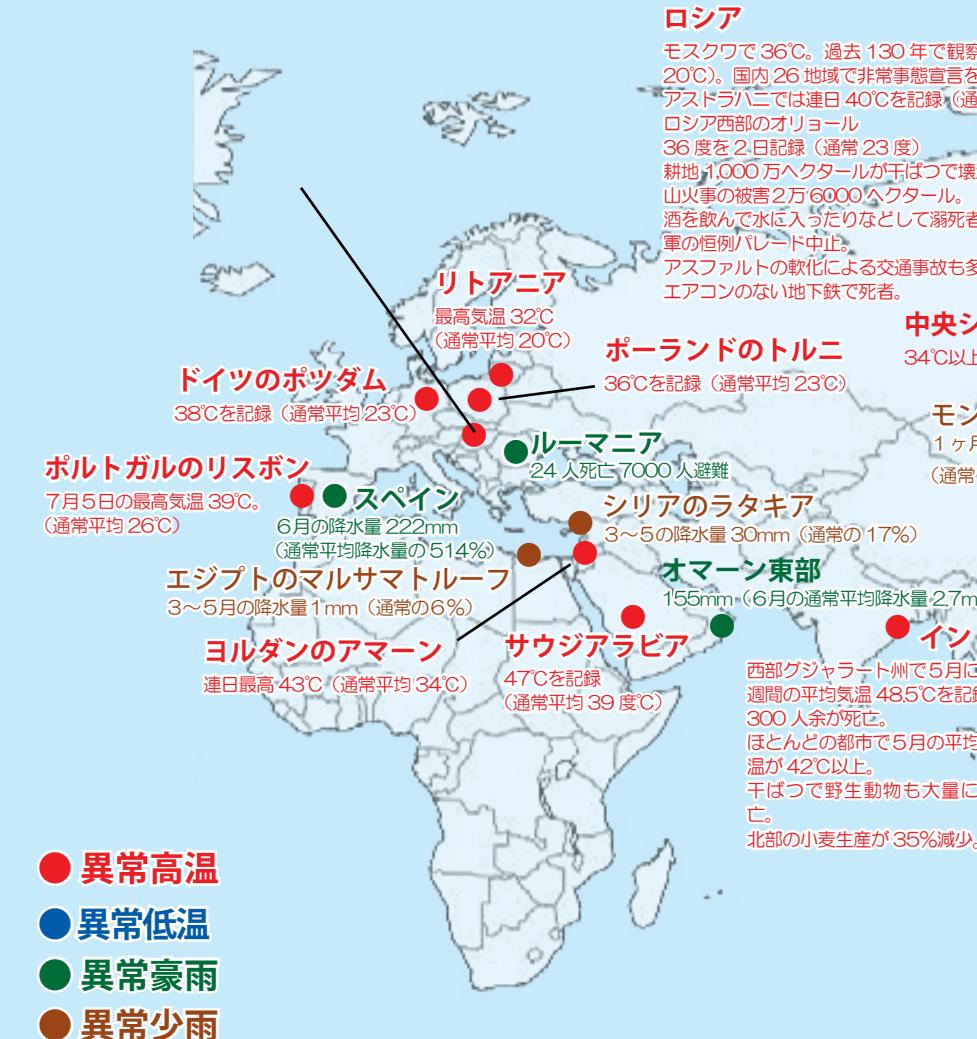 ロシア
モスクワで36℃。過去130年で観察
20℃）。国内26地域で非常事態宣言を
アストラハニでは連日40℃を記録（通
ロシア西部のオリョール
36度を2日記録（通常23度）
耕地1,000万ヘクタールが干ばつで壊
山火事の被害2万6000ヘクタール。
酒を飲んで水に入ったりなどして溺死者
軍の恒例パレード中止。
アスファルトの軟化による交通事故も多
エアコンのない地下鉄で死者。
リトアニア
最高気温32℃
（通常平均20℃）
中央シ
34℃以上
ポーランドのトルニ
36℃を記録（通常平均23℃）
ドイツのポツダム
38℃を記録（通常平均23℃）
モン
1ヶ月
（通常
ルーマニア
24人死亡7000人避難
ポルトガルのリスボン
7月5日の最高気温39℃。
（通常平均26℃）
スペイン
6月の降水量222mm
（通常平均降水量の514%）
シリアのラタキア
3～5の降水量30mm（通常の17%）
エジプトのマルサマトルーフ
3～5月の降水量1mm（通常の6%）
オマーン東部
155mm（6月の通常平均降水量2.7m
ヨルダンのアマーン
連日最高43℃（通常平均34℃）
サウジアラビア
47℃を記録
（通常平均39度℃）
イン
西部グジャラート州で5月に
週間の平均気温48.5℃を記録
300人余が死亡。
ほとんどの都市で5月の平均
温が42℃以上。
干ばつで野生動物も大量に
亡。
北部の小麦生産が35%減少。
異常高温
異常低温
異常豪雨
異常少雨